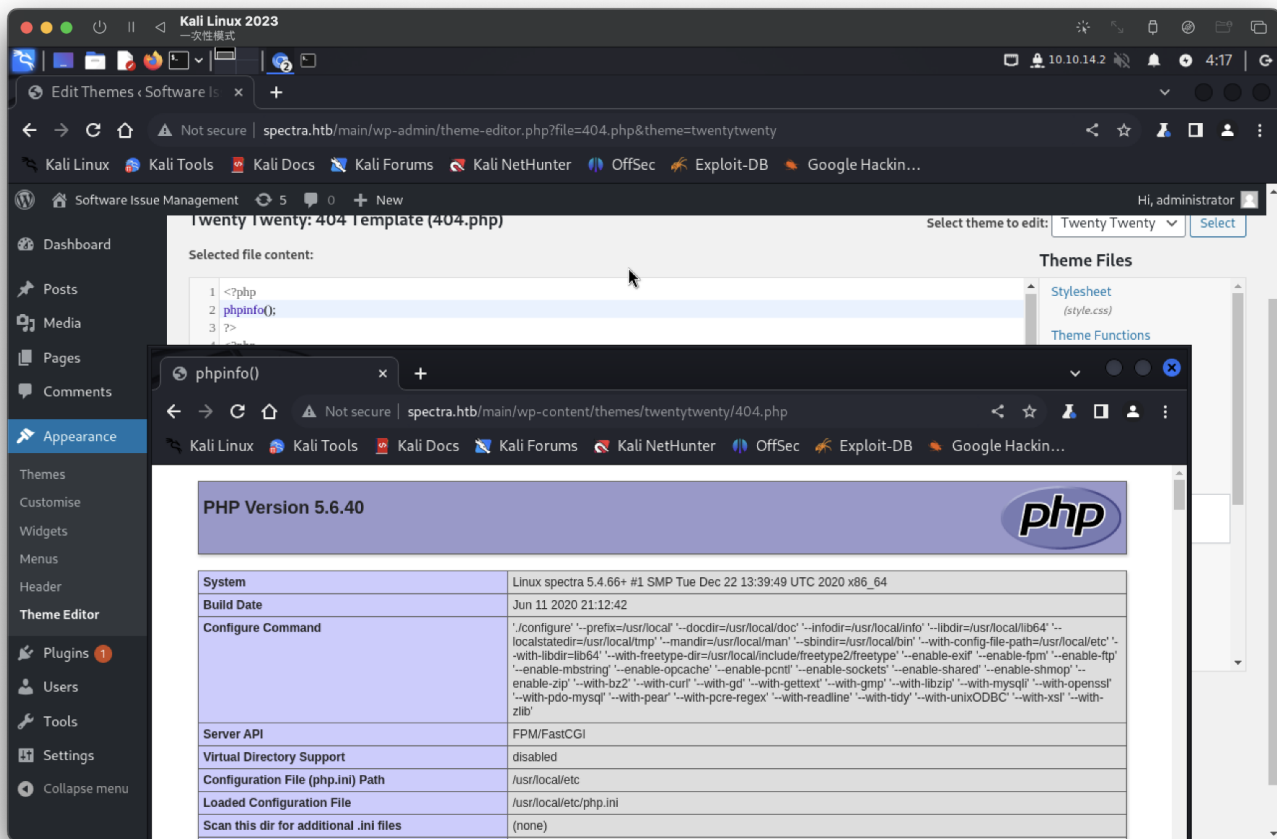 Kali Linux 2023
一次性模式
2
10.10.14.2
4:17
Edit Themes ‹ Software Is
Not secure
spectra.htb/main/wp-admin/theme-editor.php?file=404.php&theme=twentytwenty
Kali Linux
Kali Tools
Kali Docs
Kali Forums
Kali NetHunter
OffSec
Exploit-DB
Google Hackin…
Software Issue Management
5
0
New
Hi, administrator
Dashboard
Posts
Media
Pages
Comments
Appearance
Themes
Customise
Widgets
Menus
Header
Theme Editor
Plugins 1
Users
Tools
Settings
Collapse menu
Twenty Twenty: 404 Template (404.php)
Select theme to edit:
Twenty Twenty
Select
Selected file content:
1 <?php
2 phpinfo();
3 ?>
4 <?php
Theme Files
Stylesheet
(style.css)
Theme Functions
phpinfo()
Not secure
spectra.htb/main/wp-content/themes/twentytwenty/404.php
Kali Linux
Kali Tools
Kali Docs
Kali Forums
Kali NetHunter
OffSec
Exploit-DB
Google Hackin…
PHP Version 5.6.40
php
System
Linux spectra 5.4.66+ #1 SMP Tue Dec 22 13:39:49 UTC 2020 x86_64
Build Date
Jun 11 2020 21:12:42
Configure Command
'./configure' '--prefix=/usr/local' '--docdir=/usr/local/doc' '--infodir=/usr/local/info' '--libdir=/usr/local/lib64' '--
localstatedir=/usr/local/tmp' '--mandir=/usr/local/man' '--sbindir=/usr/local/bin' '--with-config-file-path=/usr/local/etc' '-
-with-libdir=lib64' '--with-freetype-dir=/usr/local/include/freetype2/freetype' '--enable-exif' '--enable-fpm' '--enable-ftp'
'--enable-mbstring' '--enable-opcache' '--enable-pcntl' '--enable-sockets' '--enable-shared' '--enable-shmop' '--
enable-zip' '--with-bz2' '--with-curl' '--with-gd' '--with-gettext' '--with-gmp' '--with-libzip' '--with-mysqli' '--with-openssl'
'--with-pdo-mysql' '--with-pear' '--with-pcre-regex' '--with-readline' '--with-tidy' '--with-unixODBC' '--with-xsl' '--with-
zlib'
Server API
FPM/FastCGI
Virtual Directory Support
disabled
Configuration File (php.ini) Path
/usr/local/etc
Loaded Configuration File
/usr/local/etc/php.ini
Scan this dir for additional .ini files
(none)